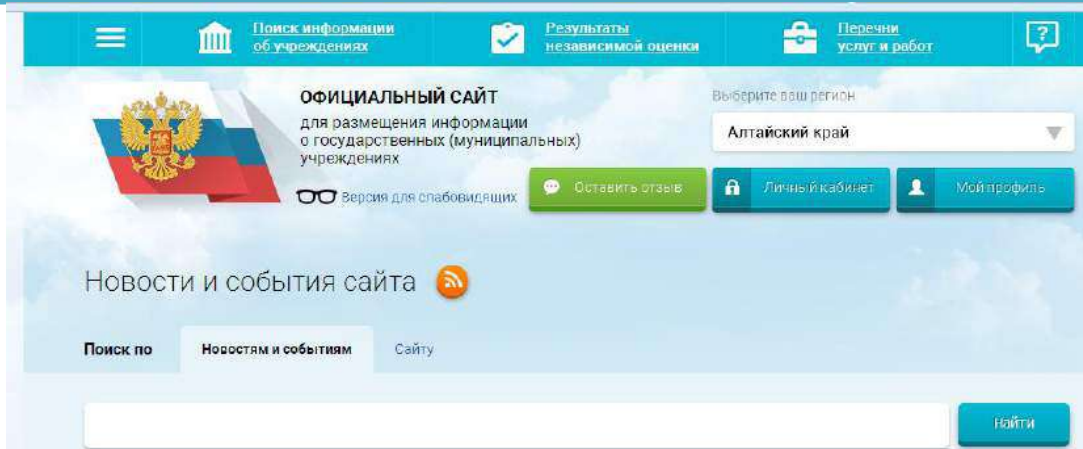 Поиск информации
об учреждениях
Результаты
независимой оценки
Перечни
услуг и работ
?
ОФИЦИАЛЬНЫЙ САЙТ
для размещения информации
о государственных (муниципальных)
учреждениях
Версия для слабовидящих
Выберите ваш регион
Алтайский край
Оставить отзыв
Личный кабинет
Мой профиль
Новости и события сайта
Поиск по
Новостям и событиям
Сайту
Найти